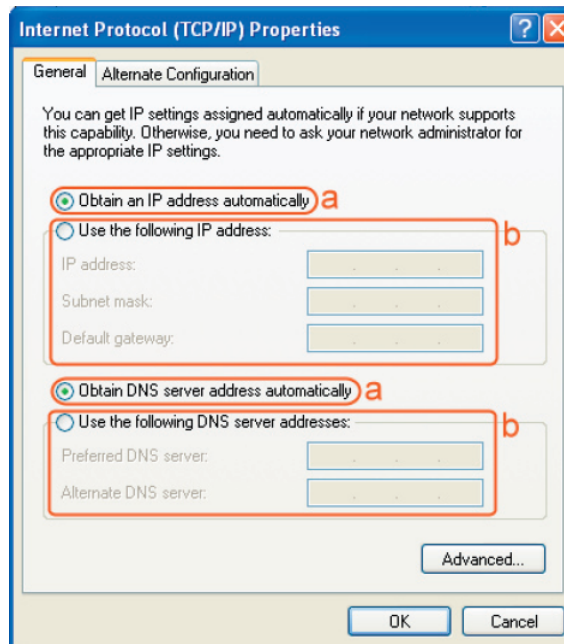 Internet Protocol (TCP/IP) Properties
General
Alternate Configuration
You can get IP settings assigned automatically if your network supports
this capability. Otherwise, you need to ask your network administrator for
the appropriate IP settings.
Obtain an IP address automatically a
Use the following IP address: b
IP address:
Subnet mask:
Default gateway:
Obtain DNS server address automatically a
Use the following DNS server addresses: b
Preferred DNS server:
Alternate DNS server:
Advanced...
OK
Cancel